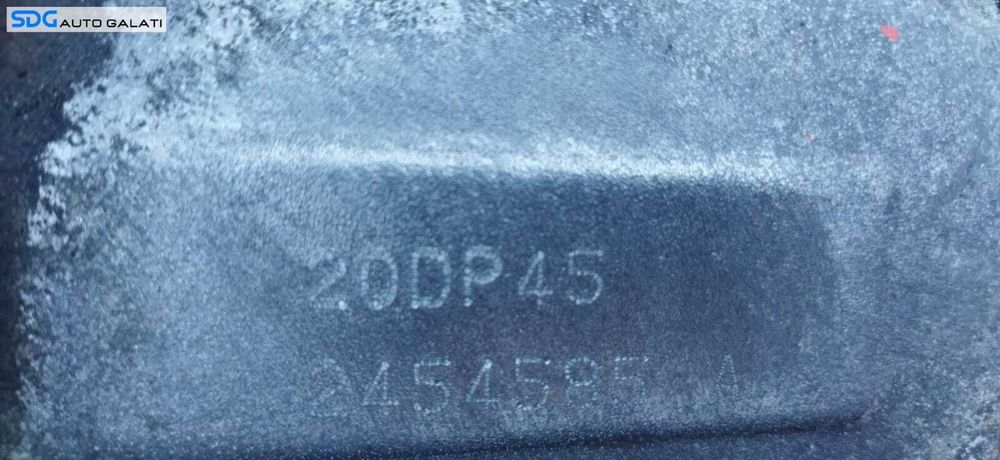 SDG AUTO GALATI
20DP45
2454585 A